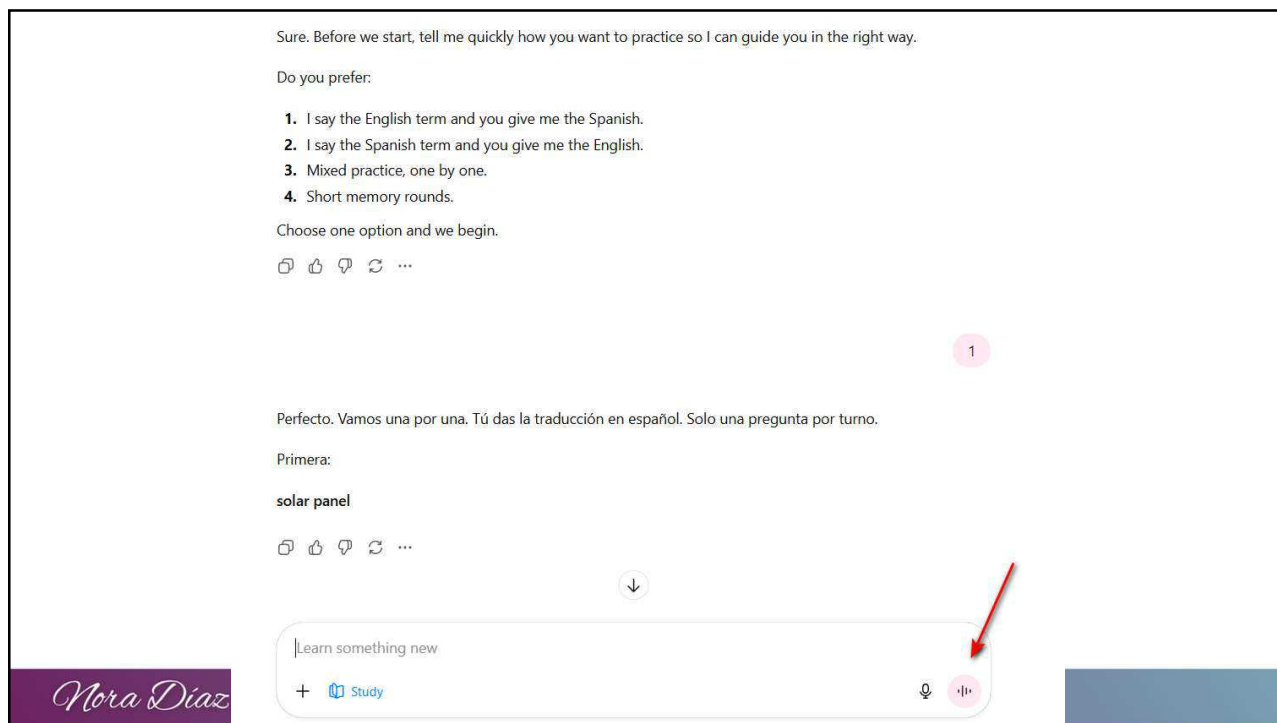 Sure. Before we start, tell me quickly how you want to practice so I can guide you in the right way.
Do you prefer:
1. I say the English term and you give me the Spanish.
2. I say the Spanish term and you give me the English.
3. Mixed practice, one by one.
4. Short memory rounds.
Choose one option and we begin.
1
Perfecto. Vamos una por una. Tú das la traducción en español. Solo una pregunta por turno.
Primera:
solar panel
Learn something new
Study
Nora Díaz